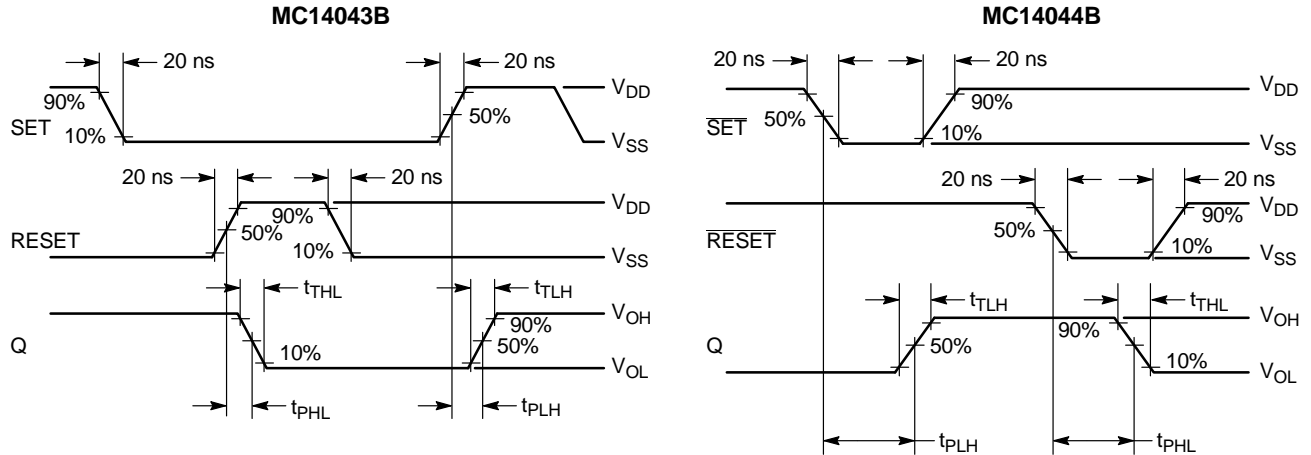 MC14043B
20 ns
20 ns
90%
SET
10%
50%
V_DD
V_SS
20 ns
20 ns
RESET
50%
90%
10%
V_DD
V_SS
t_THL
t_TLH
Q
10%
90%
50%
V_OH
V_OL
t_PHL
t_PLH
MC14044B
20 ns
20 ns
SET
50%
90%
10%
V_DD
V_SS
20 ns
20 ns
RESET
50%
90%
10%
V_DD
V_SS
t_TLH
t_THL
Q
50%
90%
10%
V_OH
V_OL
t_PLH
t_PHL